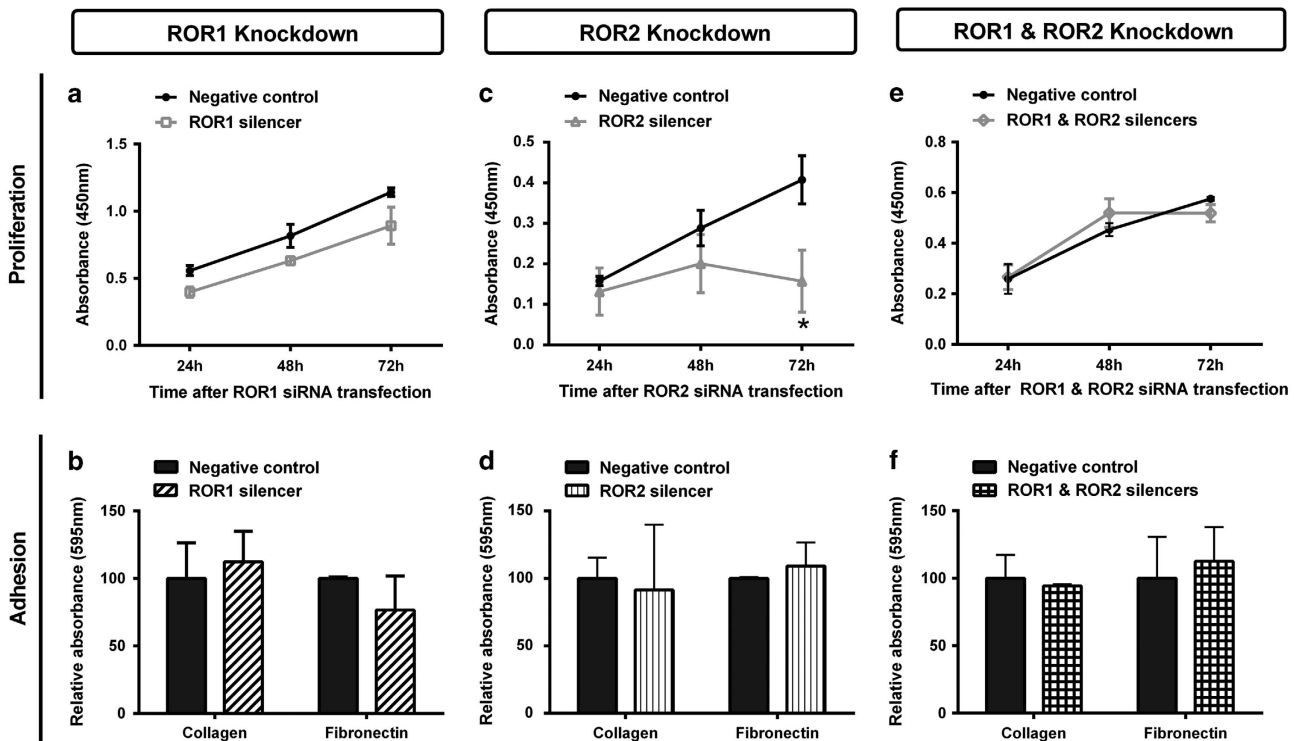 ROR1 Knockdown
ROR2 Knockdown
ROR1 & ROR2 Knockdown
Proliferation
a
Negative control
ROR1 silencer
Absorbance (450nm)
1.5
1.0
0.5
0.0
24h
48h
72h
Time after ROR1 siRNA transfection
c
Negative control
ROR2 silencer
Absorbance (450nm)
0.5
0.4
0.3
0.2
0.1
0.0
*
24h
48h
72h
Time after ROR2 siRNA transfection
e
Negative control
ROR1 & ROR2 silencers
Absorbance (450nm)
0.8
0.6
0.4
0.2
0.0
24h
48h
72h
Time after ROR1 & ROR2 siRNA transfection
Adhesion
b
Negative control
ROR1 silencer
Relative absorbance (595nm)
150
100
50
0
Collagen
Fibronectin
d
Negative control
ROR2 silencer
Relative absorbance (595nm)
150
100
50
0
Collagen
Fibronectin
f
Negative control
ROR1 & ROR2 silencers
Relative absorbance (595nm)
150
100
50
0
Collagen
Fibronectin